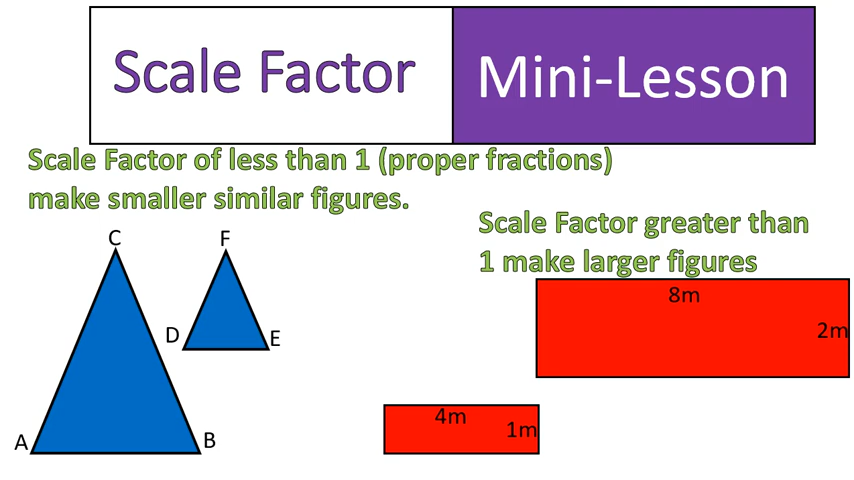 Scale Factor
Mini-Lesson
Scale Factor of less than 1 (proper fractions)
make smaller similar figures.
Scale Factor greater than
1 make larger figures
C
F
D
E
A
B
8m
2m
4m
1m